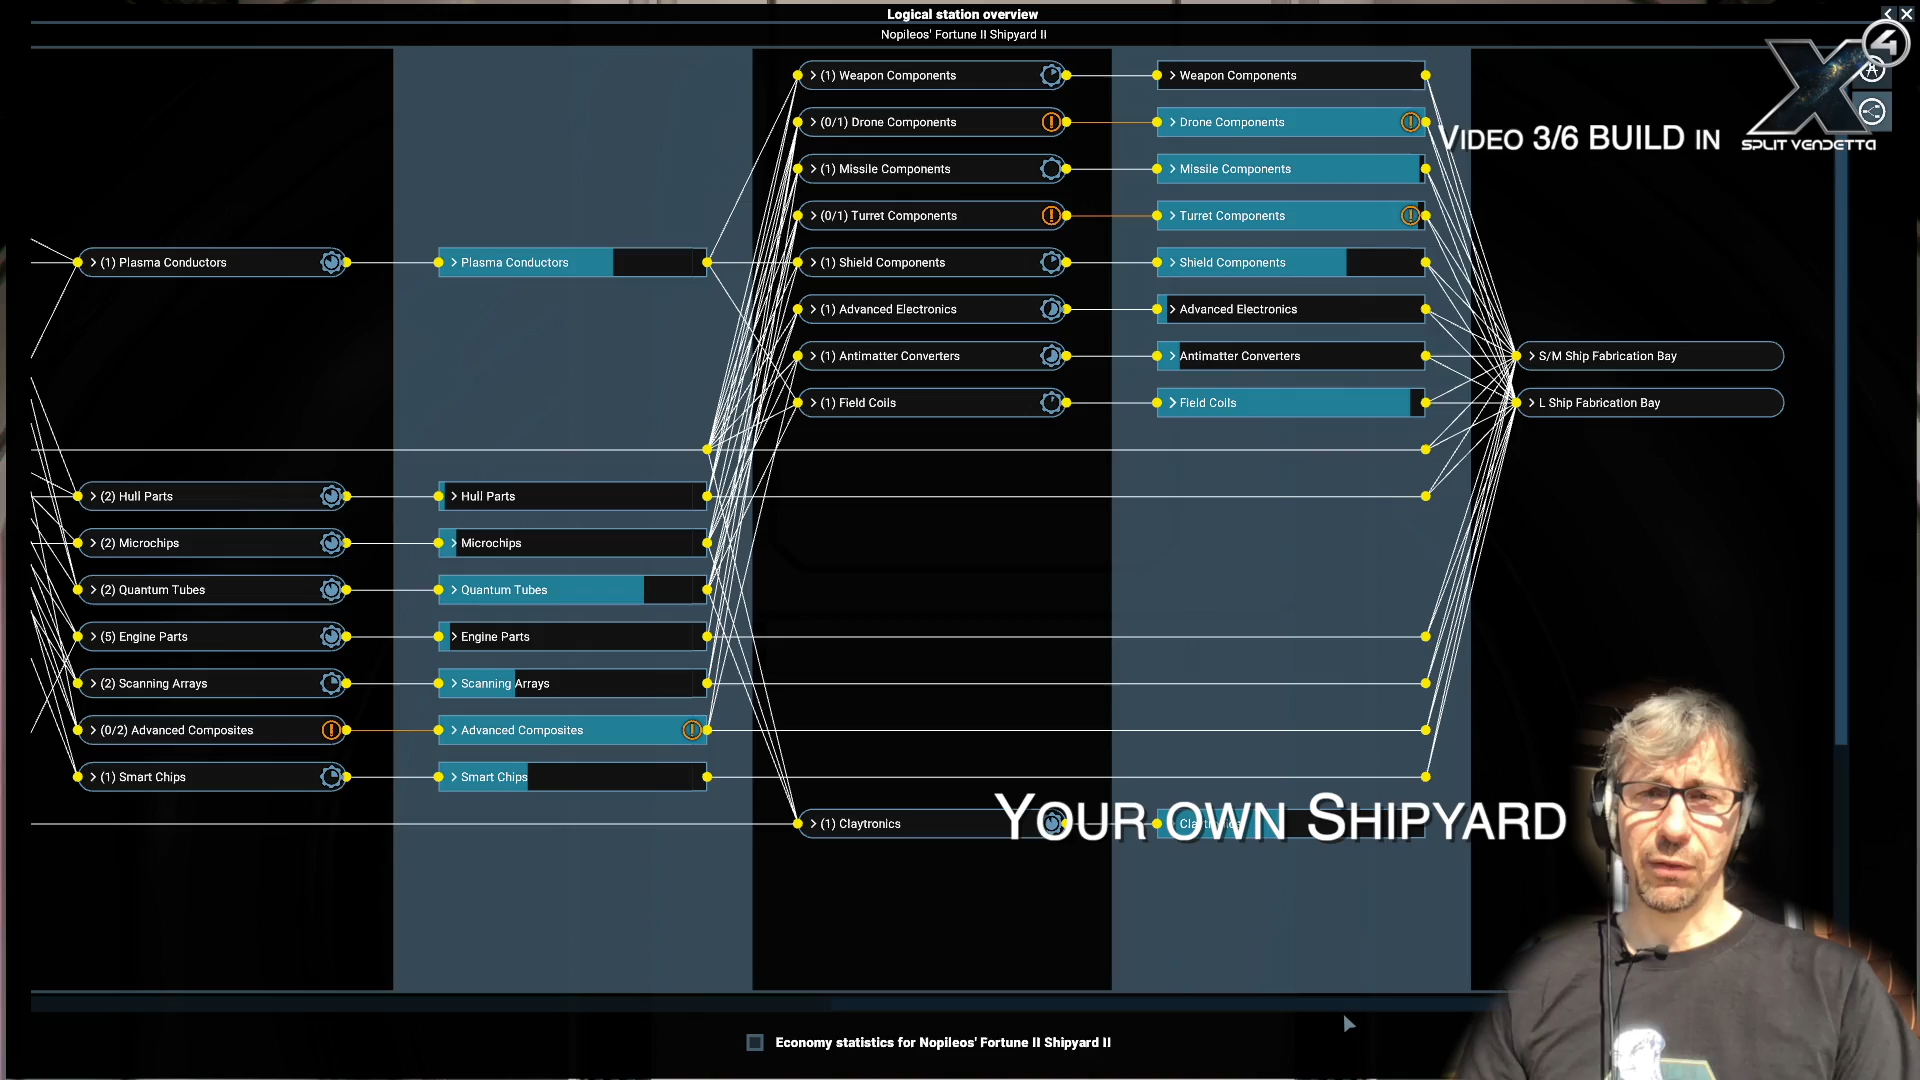 Logical station overview
Nopileos' Fortune II Shipyard II
4
X
SPLIT VENDETTA
VIDEO 3/6 BUILD IN
(1) Weapon Components
Weapon Components
(0/1) Drone Components
Drone Components
(1) Missile Components
Missile Components
(0/1) Turret Components
Turret Components
(1) Plasma Conductors
Plasma Conductors
(1) Shield Components
Shield Components
(1) Advanced Electronics
Advanced Electronics
(1) Antimatter Converters
Antimatter Converters
S/M Ship Fabrication Bay
(1) Field Coils
Field Coils
L Ship Fabrication Bay
(2) Hull Parts
Hull Parts
(2) Microchips
Microchips
(2) Quantum Tubes
Quantum Tubes
(5) Engine Parts
Engine Parts
(2) Scanning Arrays
Scanning Arrays
(0/2) Advanced Composites
Advanced Composites
(1) Smart Chips
Smart Chips
(1) Claytronics
Claytronics
YOUR OWN SHIPYARD
Economy statistics for Nopileos' Fortune II Shipyard II